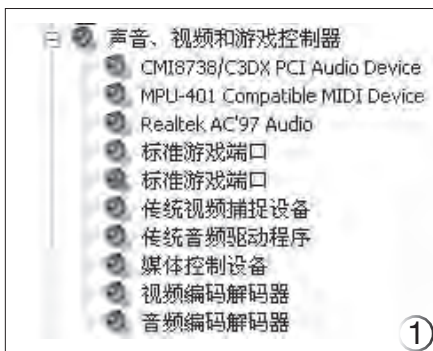 声音、视频和游戏控制器
CMI8738/C3DX PCI Audio Device
MPU-401 Compatible MIDI Device
Realtek AC'97 Audio
标准游戏端口
标准游戏端口
传统视频捕捉设备
传统音频驱动程序
媒体控制设备
视频编码解码器
音频编码解码器
①